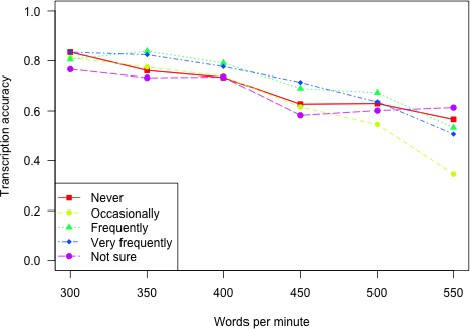 1.0
0.8
0.6
0.4
0.2
0.0
Transcription accuracy
Never
Occasionally
Frequently
Very frequently
Not sure
300 350 400 450 500 550
Words per minute